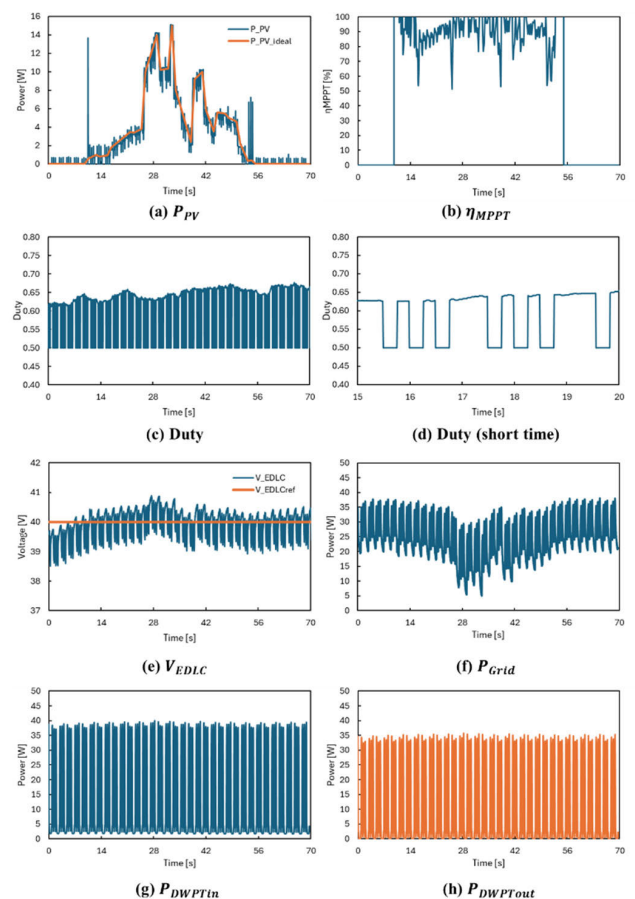 16
14
12
10
8
6
4
2
0
Power [W]
P_PV
P_PV_ideal
0 14 28 42 56 70
Time [s]
(a) P_PV
100
90
80
70
60
50
40
30
20
10
0
ηMPPT [%]
0 14 28 42 56 70
Time [s]
(b) η_MPPT
0.80
0.75
0.70
0.65
0.60
0.55
0.50
0.45
0.40
Duty
0 14 28 42 56 70
Time [s]
(c) Duty
0.80
0.75
0.70
0.65
0.60
0.55
0.50
0.45
0.40
Duty
15 16 17 18 19 20
Time [s]
(d) Duty (short time)
42
41
40
39
38
37
Voltage [V]
V_EDLC
V_EDLCref
0 14 28 42 56 70
Time [s]
(e) V_EDLC
50
45
40
35
30
25
20
15
10
5
0
Power [W]
0 14 28 42 56 70
Time [s]
(f) P_Grid
50
45
40
35
30
25
20
15
10
5
0
Power [W]
0 14 28 42 56 70
Time [s]
(g) P_DWPTin
50
45
40
35
30
25
20
15
10
5
0
Power [W]
0 14 28 42 56 70
Time [s]
(h) P_DWPTout